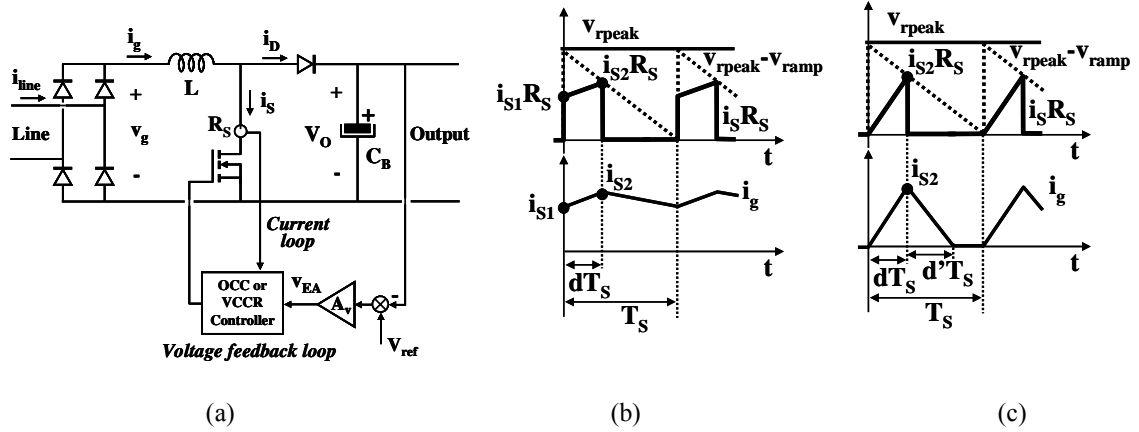 i_g
i_D
L
i_line
+
i_S
R_S
+
+
Line
v_g
V_O
Output
C_B
-
-
Current
loop
OCC or
VCCR
Controller
v_EA
A_v
-
Voltage feedback loop
V_ref
(a)
v_rpeak
i_S2R_S
v_rpeak-v_ramp
i_S1R_S
i_SR_S
t
i_S2
i_S1
i_g
t
dT_S
T_S
(b)
v_rpeak
i_S2R_S
v_rpeak-v_ramp
i_SR_S
t
i_S2
i_g
t
dT_S
d'T_S
T_S
(c)